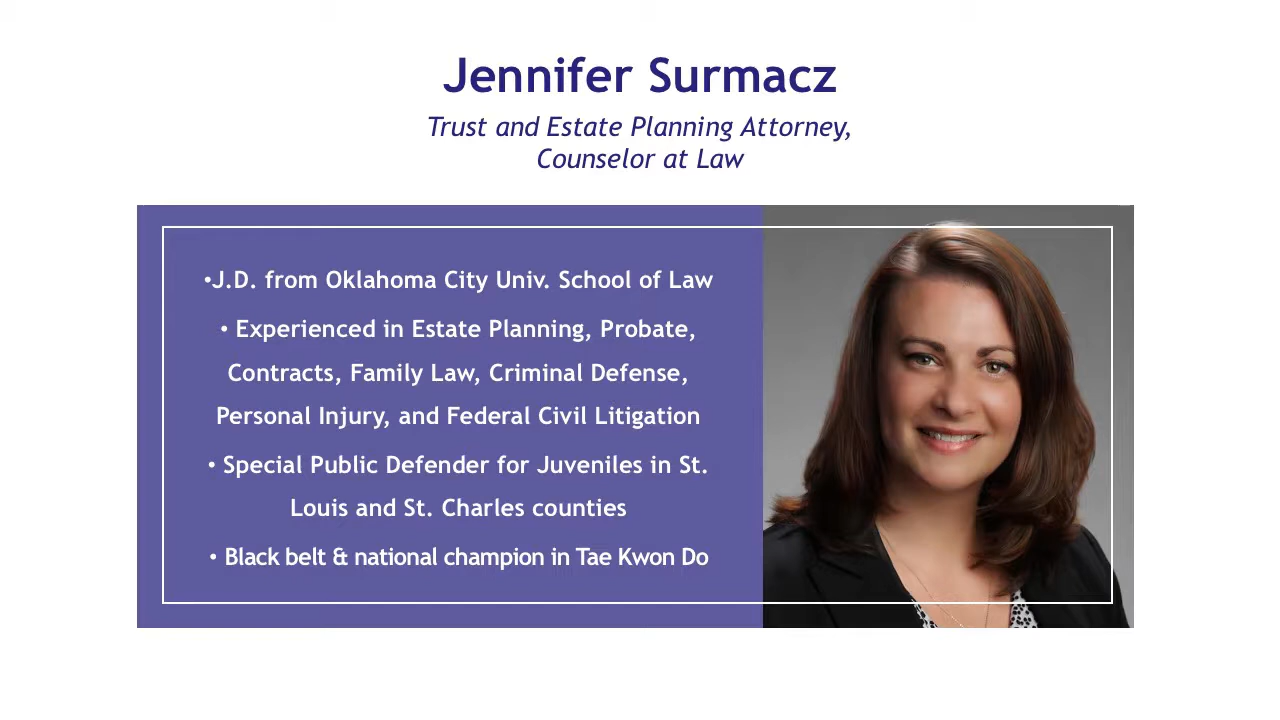 Jennifer Surmacz
Trust and Estate Planning Attorney,
Counselor at Law
•J.D. from Oklahoma City Univ. School of Law
• Experienced in Estate Planning, Probate,
Contracts, Family Law, Criminal Defense,
Personal Injury, and Federal Civil Litigation
• Special Public Defender for Juveniles in St.
Louis and St. Charles counties
• Black belt & national champion in Tae Kwon Do